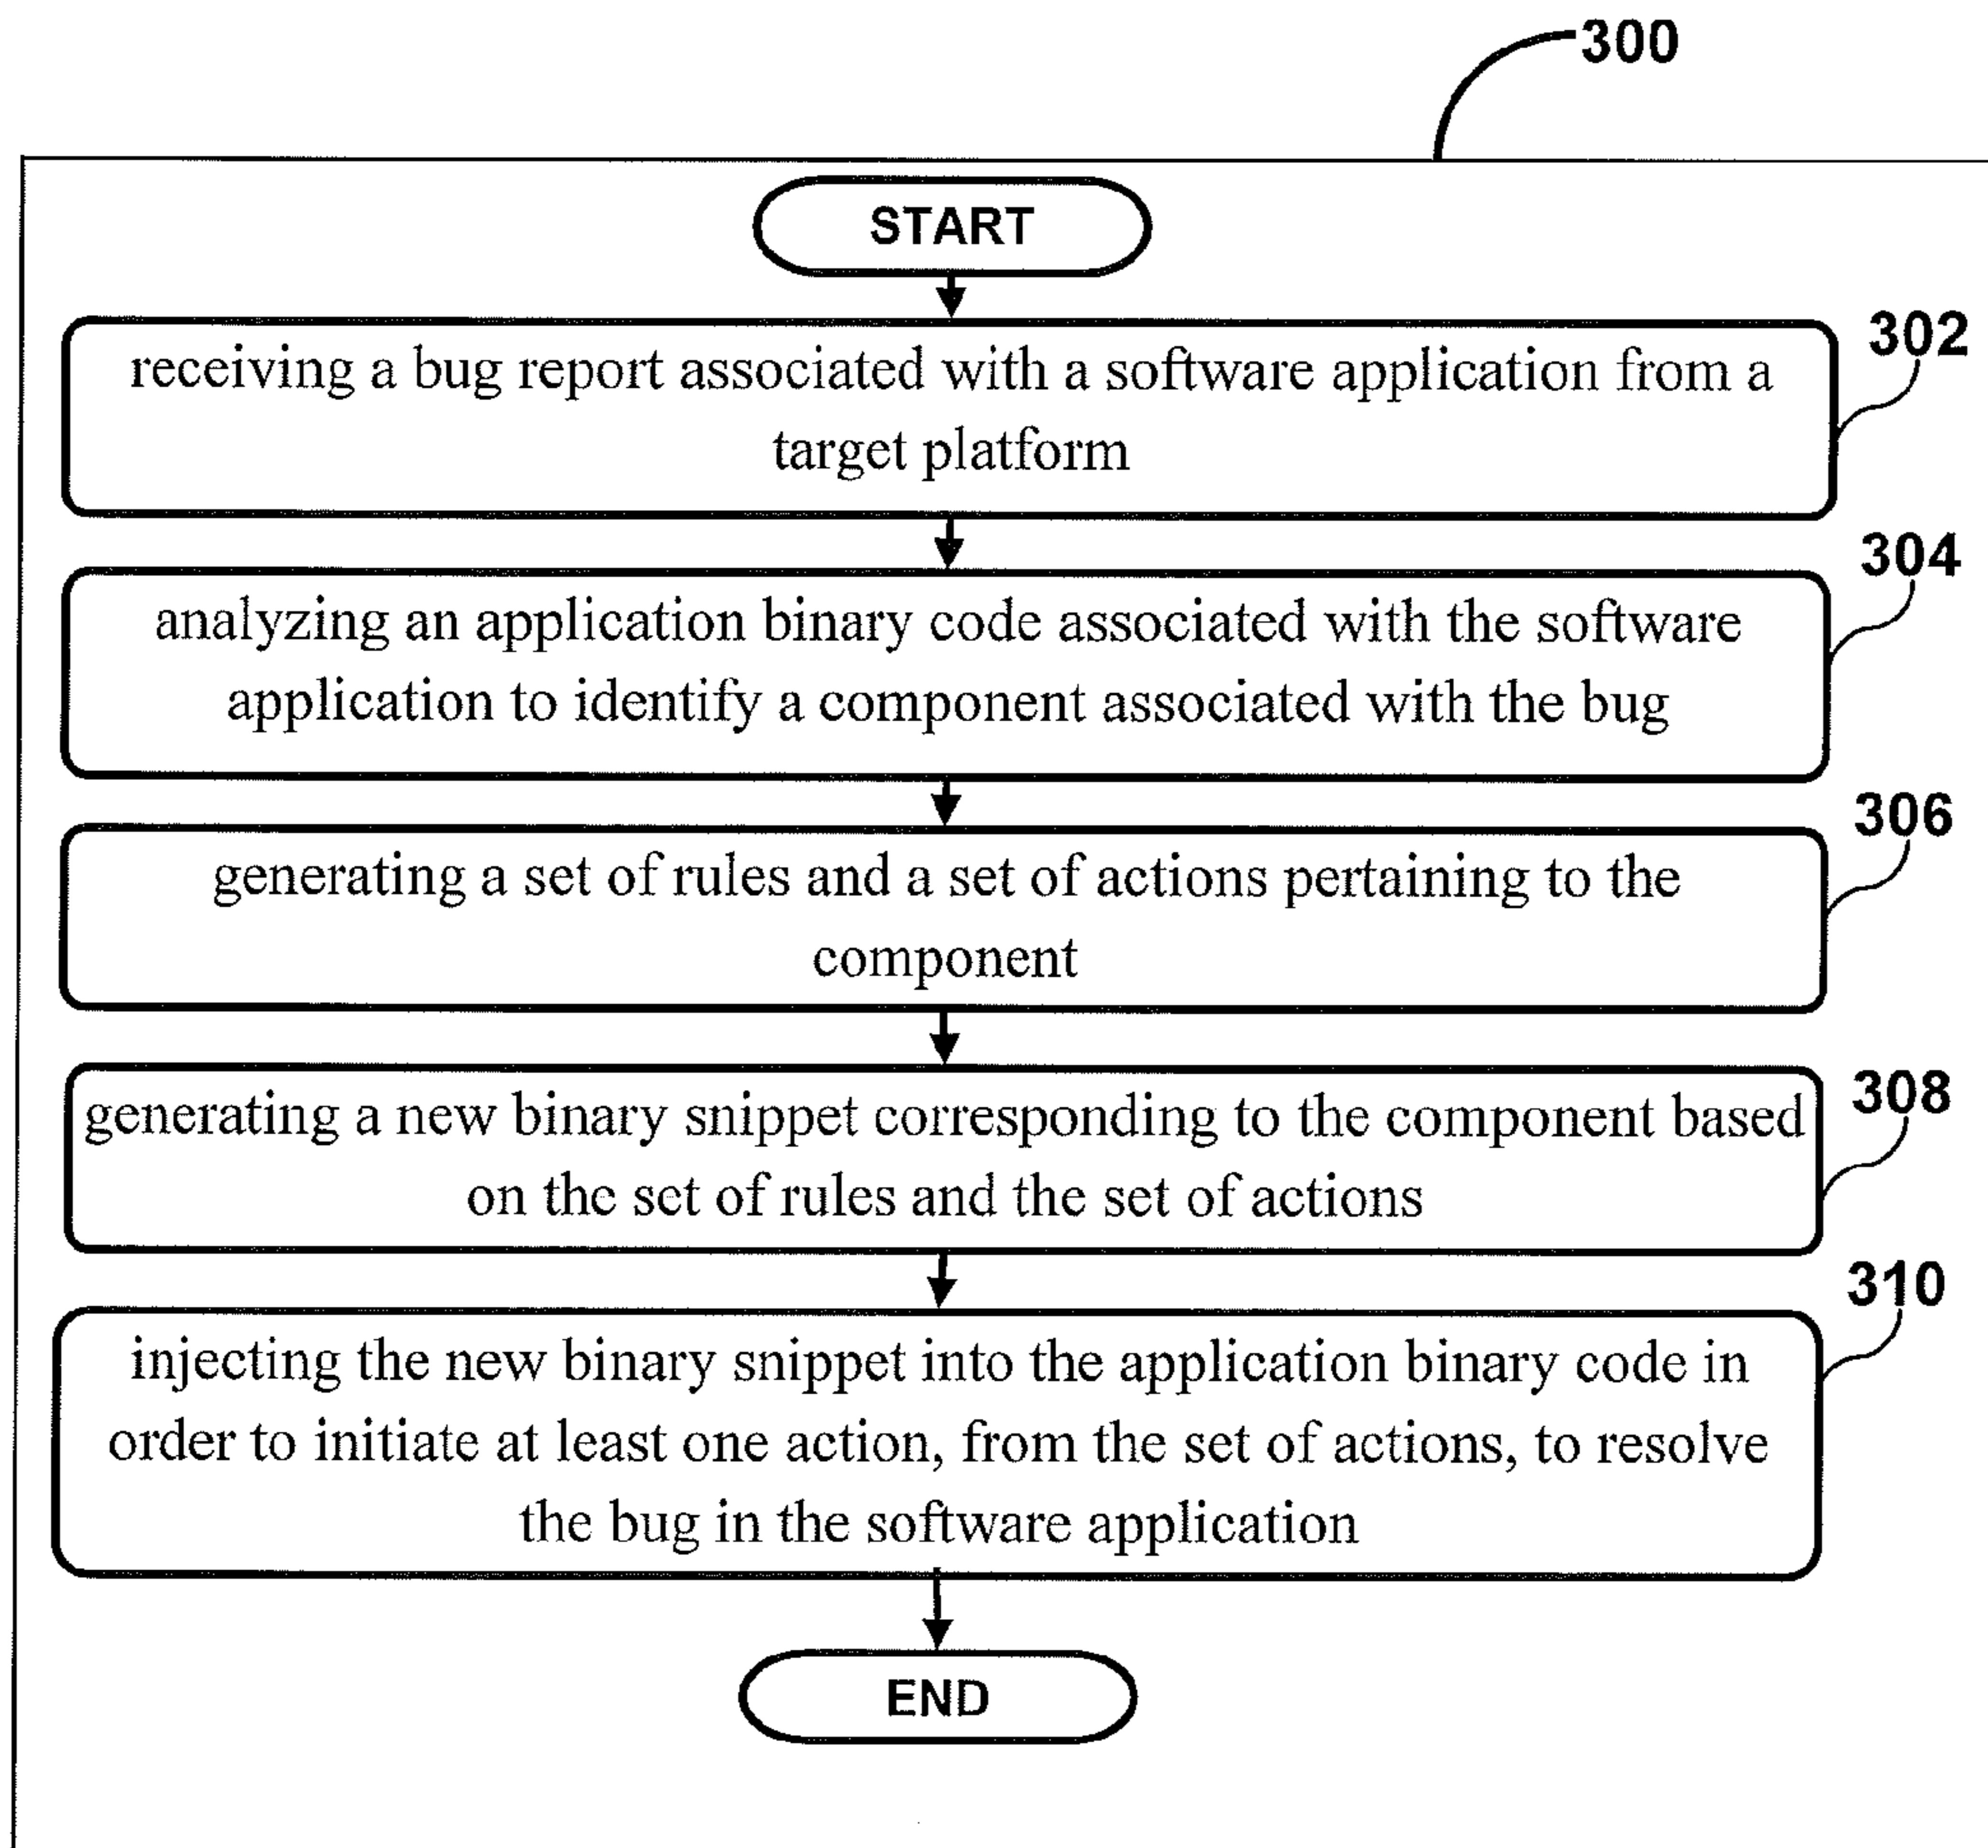 300
START
302
receiving a bug report associated with a software application from a
target platform
304
analyzing an application binary code associated with the software
application to identify a component associated with the bug
306
generating a set of rules and a set of actions pertaining to the
component
308
generating a new binary snippet corresponding to the component based
on the set of rules and the set of actions
310
injecting the new binary snippet into the application binary code in
order to initiate at least one action, from the set of actions, to resolve
the bug in the software application
END